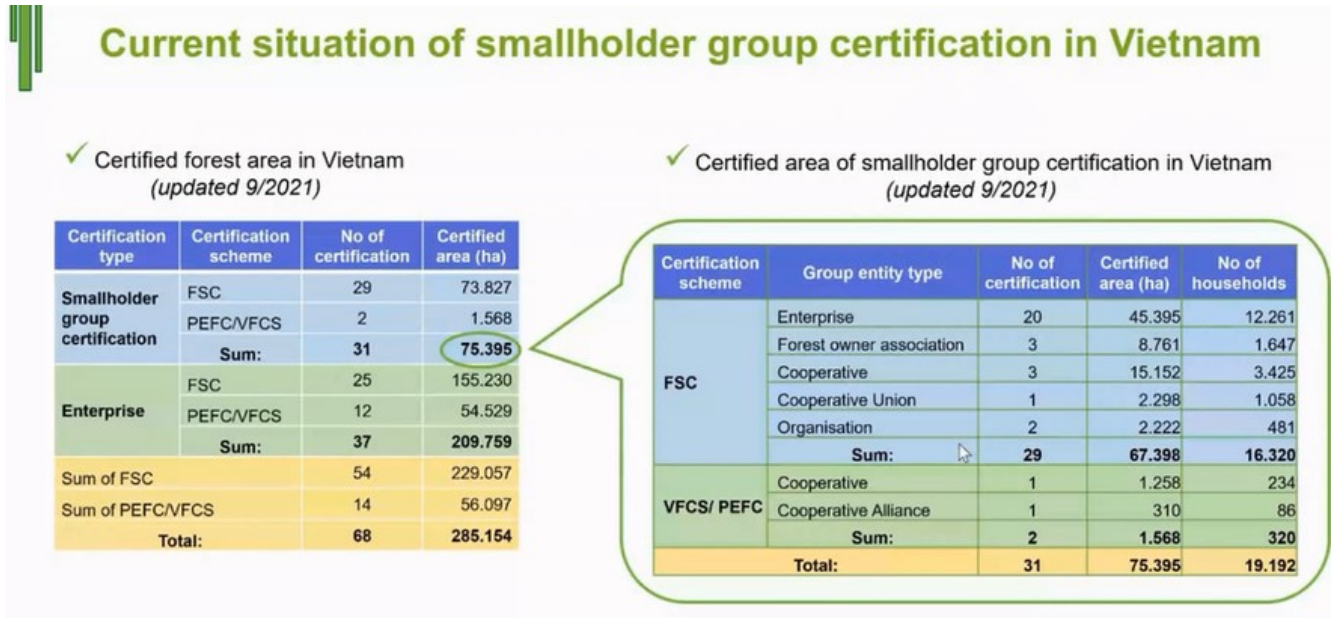 Current situation of smallholder group certification in Vietnam
✓ Certified forest area in Vietnam
(updated 9/2021)
Certification type | Certification scheme | No of certification | Certified area (ha)
Smallholder group certification | FSC | 29 | 73.827
PEFC/VFCS | 2 | 1.568
Sum: | 31 | 75.395
Enterprise | FSC | 25 | 155.230
PEFC/VFCS | 12 | 54.529
Sum: | 37 | 209.759
Sum of FSC | 54 | 229.057
Sum of PEFC/VFCS | 14 | 56.097
Total: | 68 | 285.154
✓ Certified area of smallholder group certification in Vietnam
(updated 9/2021)
Certification scheme | Group entity type | No of certification | Certified area (ha) | No of households
FSC | Enterprise | 20 | 45.395 | 12.261
Forest owner association | 3 | 8.761 | 1.647
Cooperative | 3 | 15.152 | 3.425
Cooperative Union | 1 | 2.298 | 1.058
Organisation | 2 | 2.222 | 481
Sum: | 29 | 67.398 | 16.320
VFCS/ PEFC | Cooperative | 1 | 1.258 | 234
Cooperative Alliance | 1 | 310 | 86
Sum: | 2 | 1.568 | 320
Total: | 31 | 75.395 | 19.192